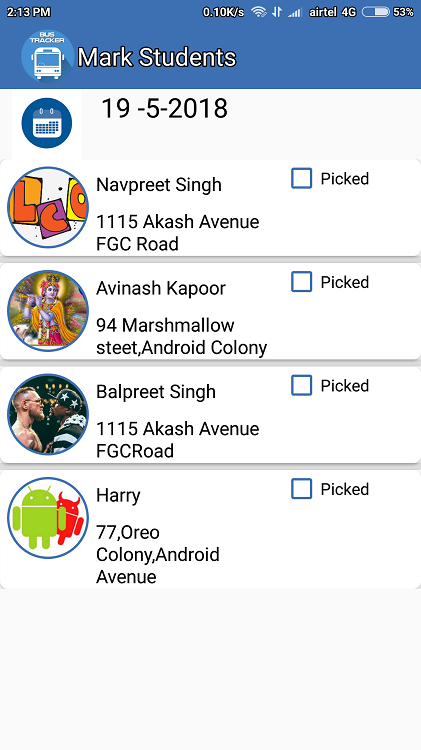 2:13 PM 0.10K/s airtel 4G 53%
BUS
TRACKER
Mark Students
19 -5-2018
Navpreet Singh
Picked
1115 Akash Avenue
FGC Road
Avinash Kapoor
Picked
94 Marshmallow
steet,Android Colony
Balpreet Singh
Picked
1115 Akash Avenue
FGCRoad
Harry
Picked
77,Oreo
Colony,Android
Avenue